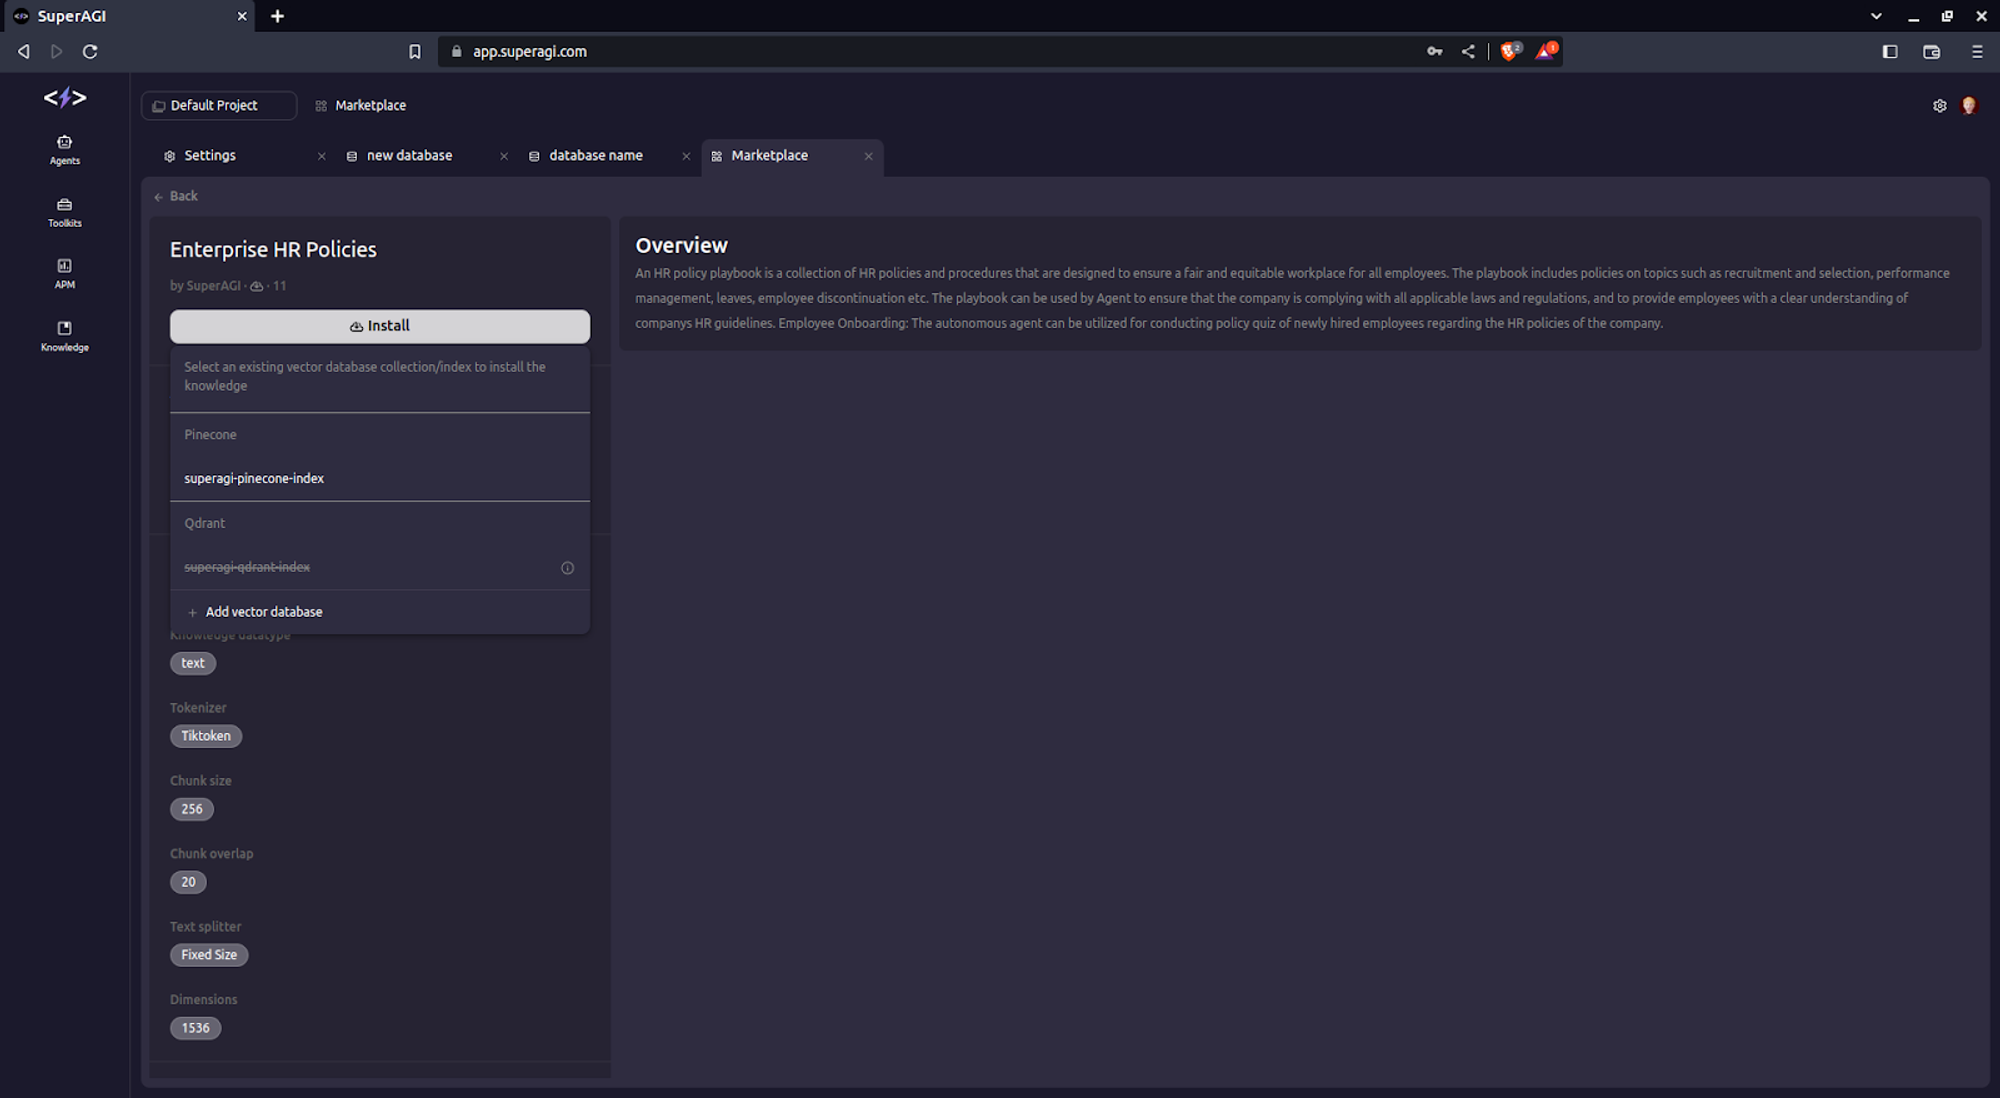 SuperAGI
app.superagi.com
2
1
Default Project
Marketplace
Agents
Toolkits
APM
Knowledge
Settings
new database
database name
Marketplace
Back
Enterprise HR Policies
by SuperAGI · 11
Install
Select an existing vector database collection/index to install the
knowledge
Pinecone
superagi-pinecone-index
Qdrant
superagi-qdrant-index
Add vector database
Knowledge datatype
text
Tokenizer
Tiktoken
Chunk size
256
Chunk overlap
20
Text splitter
Fixed Size
Dimensions
1536
Overview
An HR policy playbook is a collection of HR policies and procedures that are designed to ensure a fair and equitable workplace for all employees. The playbook includes policies on topics such as recruitment and selection, performance
management, leaves, employee discontinuation etc. The playbook can be used by Agent to ensure that the company is complying with all applicable laws and regulations, and to provide employees with a clear understanding of
companys HR guidelines. Employee Onboarding: The autonomous agent can be utilized for conducting policy quiz of newly hired employees regarding the HR policies of the company.